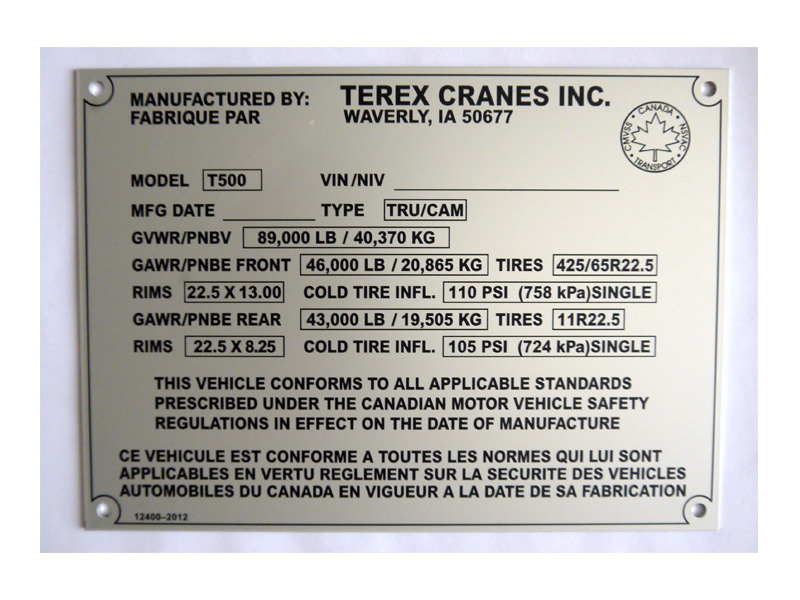 MANUFACTURED BY: TEREX CRANES INC.
FABRIQUE PAR WAVERLY, IA 50677
CANADA
CMVSS • NSVAC
• TRANSPORT •
MODEL T500 VIN/NIV
MFG DATE TYPE TRU/CAM
GVWR/PNBV 89,000 LB / 40,370 KG
GAWR/PNBE FRONT 46,000 LB / 20,865 KG TIRES 425/65R22.5
RIMS 22.5 X 13.00 COLD TIRE INFL. 110 PSI (758 kPa)SINGLE
GAWR/PNBE REAR 43,000 LB / 19,505 KG TIRES 11R22.5
RIMS 22.5 X 8.25 COLD TIRE INFL. 105 PSI (724 kPa)SINGLE
THIS VEHICLE CONFORMS TO ALL APPLICABLE STANDARDS
PRESCRIBED UNDER THE CANADIAN MOTOR VEHICLE SAFETY
REGULATIONS IN EFFECT ON THE DATE OF MANUFACTURE
CE VEHICULE EST CONFORME A TOUTES LES NORMES QUI LUI SONT
APPLICABLES EN VERTU REGLEMENT SUR LA SECURITE DES VEHICLES
AUTOMOBILES DU CANADA EN VIGUEUR A LA DATE DE SA FABRICATION
12400-2012